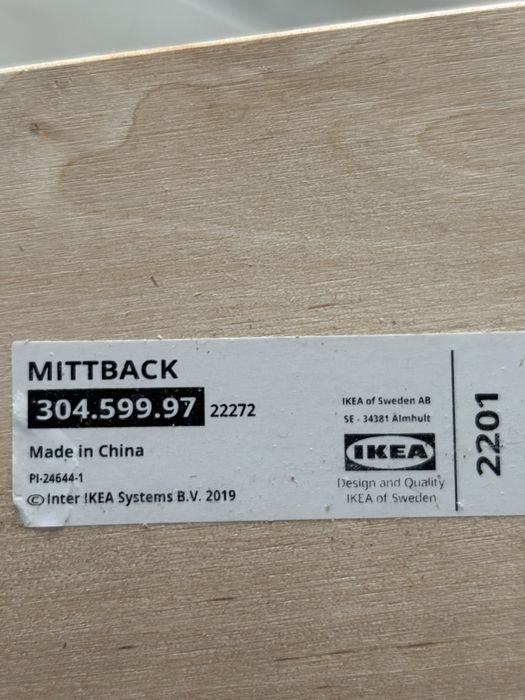 MITTBACK
304.599.97 22272
Made in China
PI-24644-1
© Inter IKEA Systems B.V. 2019
IKEA of Sweden AB
SE - 34381 Älmhult
IKEA
Design and Quality
IKEA of Sweden
2201